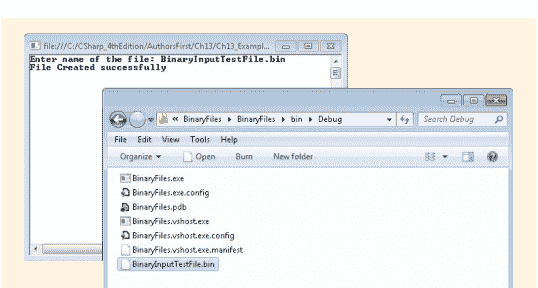 file:///C:/CSharp_4thEdition/AuthorsFirst/Ch13/Ch13_Exampl...
Enter name of the file: BinaryInputTestFile.bin
File Created successfully
« BinaryFiles ▸ BinaryFiles ▸ bin ▸ Debug
Search Debug
File Edit View Tools Help
Organize Open Burn New folder
BinaryFiles.exe
BinaryFiles.exe.config
BinaryFiles.pdb
BinaryFiles.vshost.exe
BinaryFiles.vshost.exe.config
BinaryFiles.vshost.exe.manifest
BinaryInputTestFile.bin